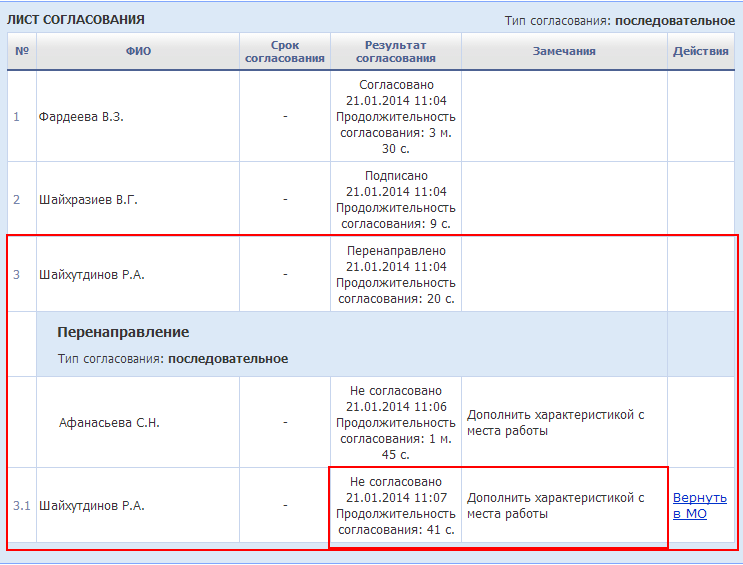 ЛИСТ СОГЛАСОВАНИЯ
Тип согласования: последовательное
№
ФИО
Срок
согласования
Результат
согласования
Замечания
Действия
1
Фардеева В.З.
-
Согласовано
21.01.2014 11:04
Продолжительность
согласования: 3 м.
30 с.
2
Шайхразиев В.Г.
-
Подписано
21.01.2014 11:04
Продолжительность
согласования: 9 с.
3
Шайхутдинов Р.А.
-
Перенаправлено
21.01.2014 11:04
Продолжительность
согласования: 20 с.
Перенаправление
Тип согласования: последовательное
Афанасьева С.Н.
-
Не согласовано
21.01.2014 11:06
Продолжительность
согласования: 1 м.
45 с.
Дополнить характеристикой с
места работы
3.1
Шайхутдинов Р.А.
-
Не согласовано
21.01.2014 11:07
Продолжительность
согласования: 41 с.
Дополнить характеристикой с
места работы
Вернуть
в МО